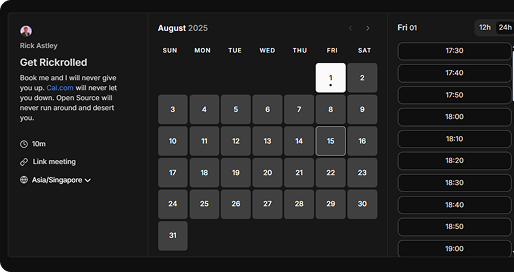 Rick Astley
Get Rickrolled
Book me and I will never give
you up. Cal.com will never let
you down. Open Source will
never run around and desert
you.
10m
Link meeting
Asia/Singapore
August 2025
SUN MON TUE WED THU FRI SAT
1 2
3 4 5 6 7 8 9
10 11 12 13 14 15 16
17 18 19 20 21 22 23
24 25 26 27 28 29 30
31
Fri 01
12h 24h
17:30
17:40
17:50
18:00
18:10
18:20
18:30
18:40
18:50
19:00